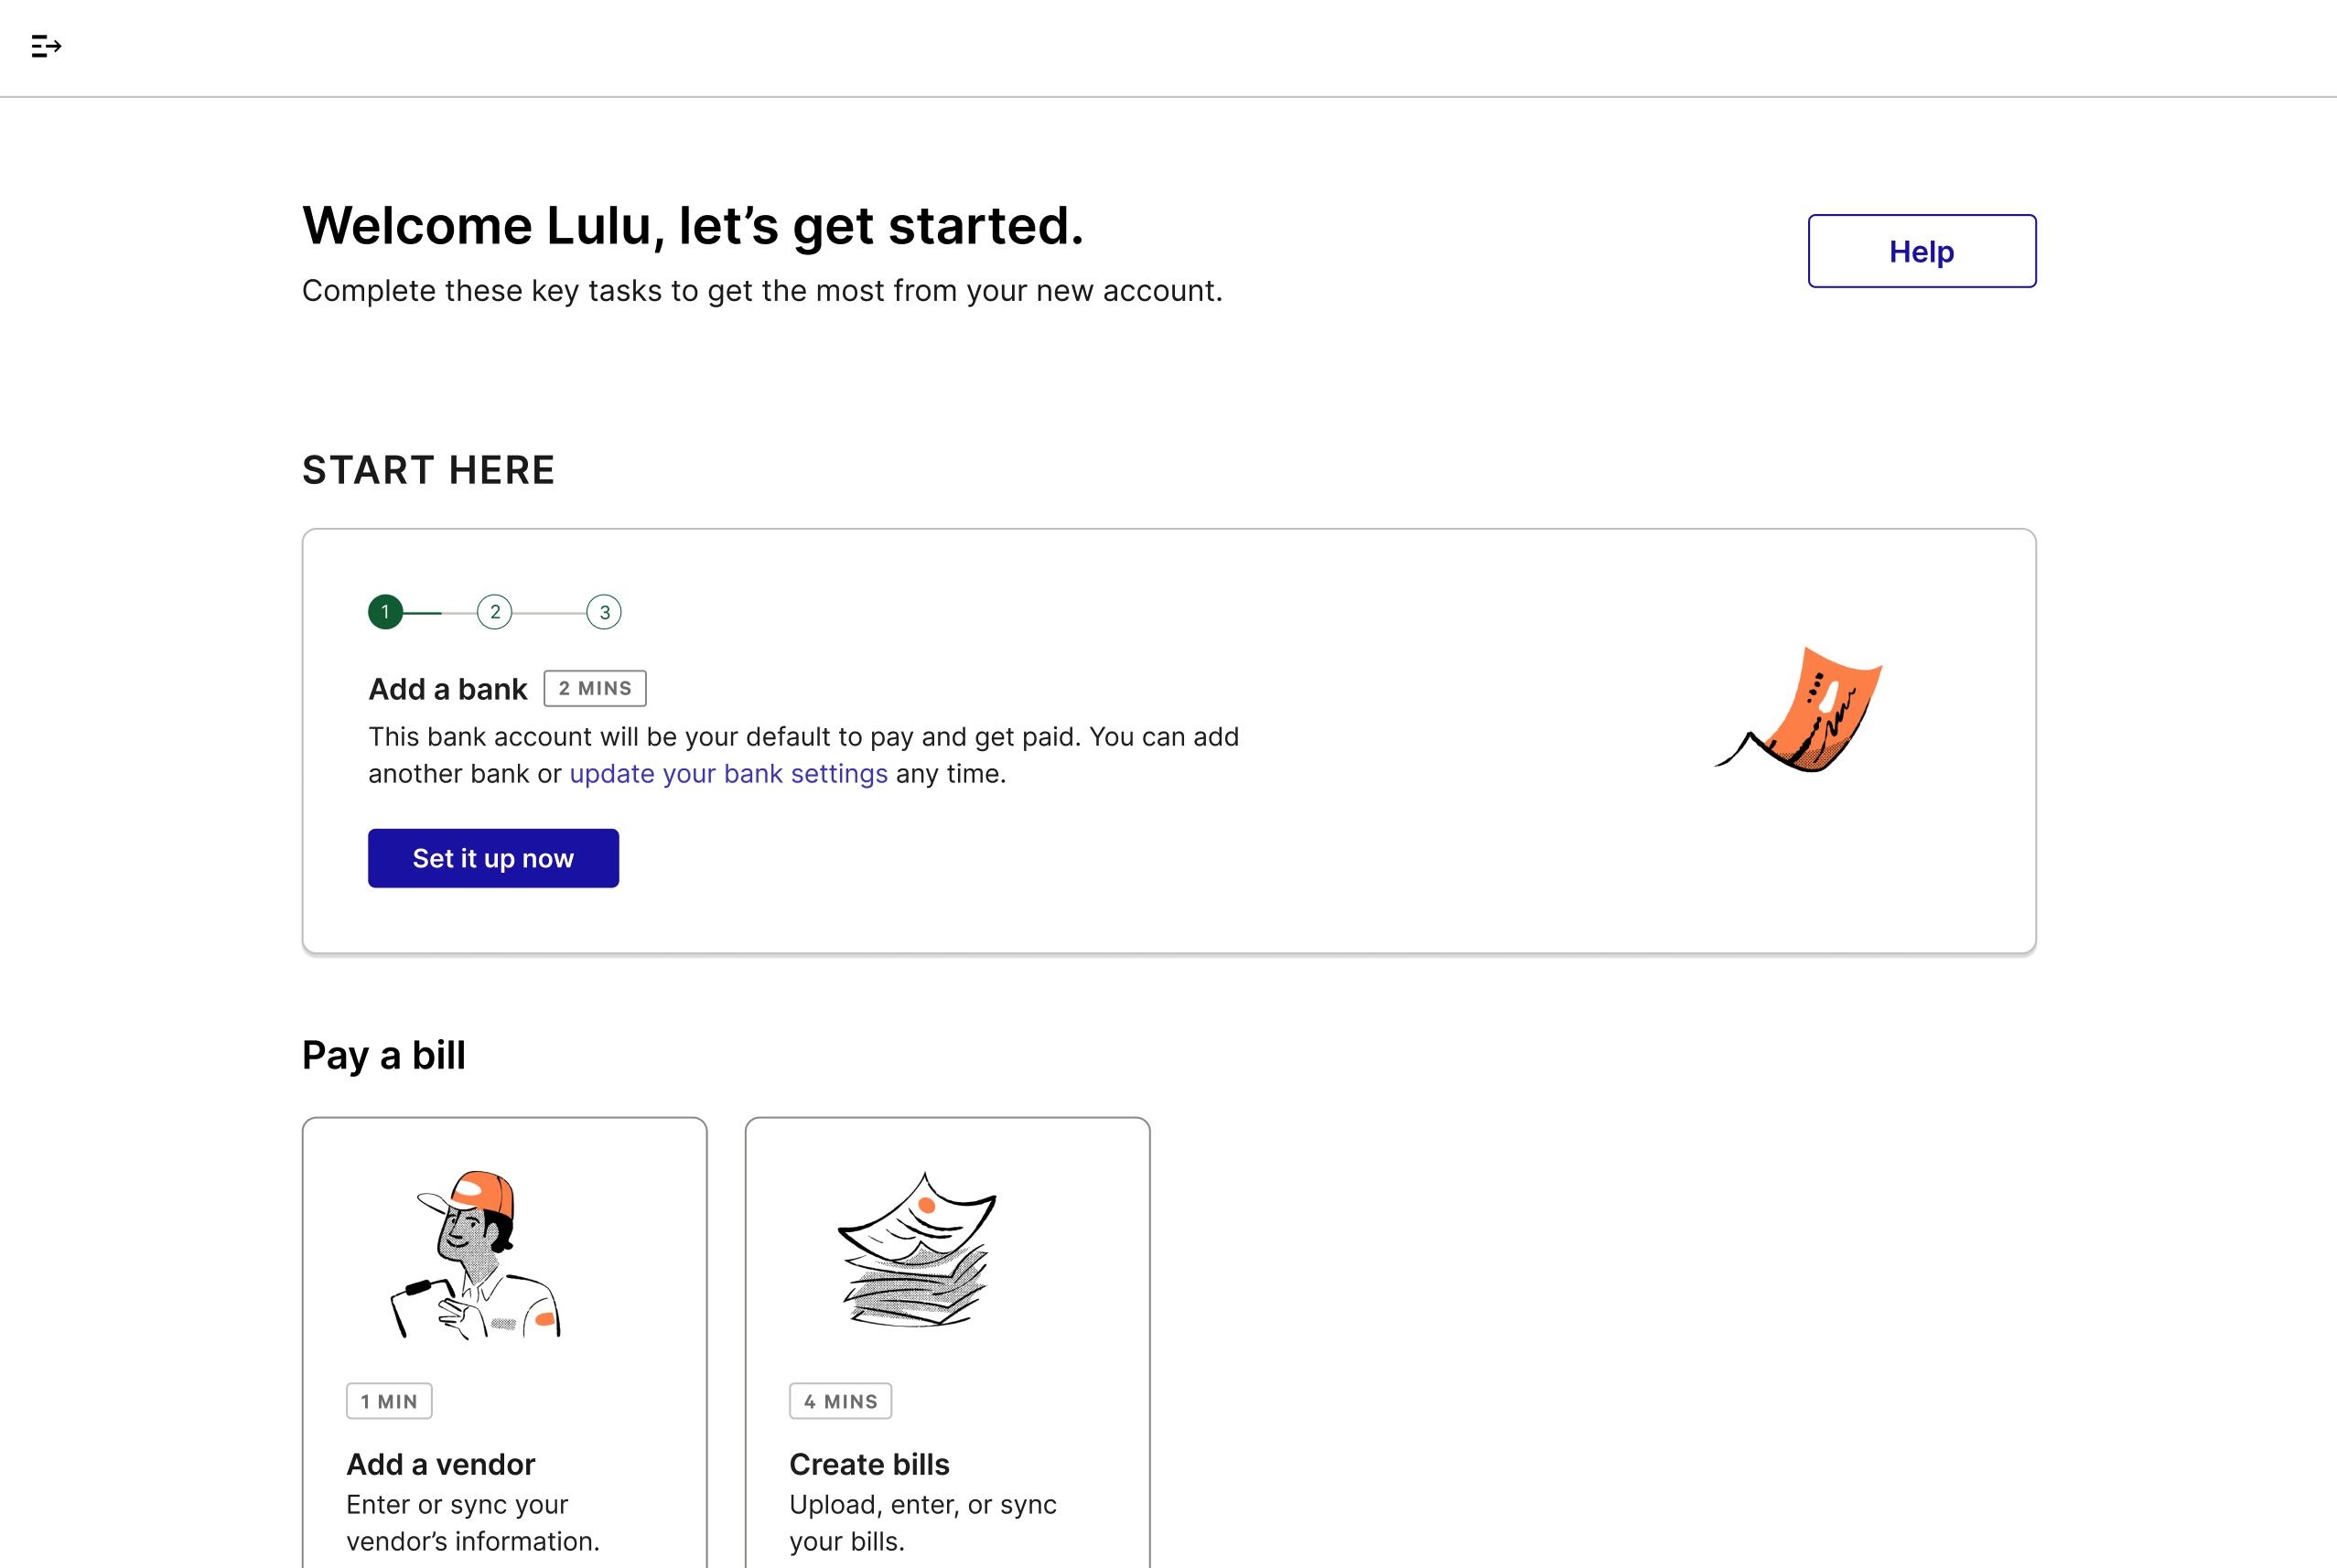 Welcome Lulu, let’s get started.
Complete these key tasks to get the most from your new account.
Help
START HERE
1
2
3
Add a bank
2 MINS
This bank account will be your default to pay and get paid. You can add
another bank or update your bank settings any time.
Set it up now
Pay a bill
1 MIN
Add a vendor
Enter or sync your
vendor’s information.
4 MINS
Create bills
Upload, enter, or sync
your bills.